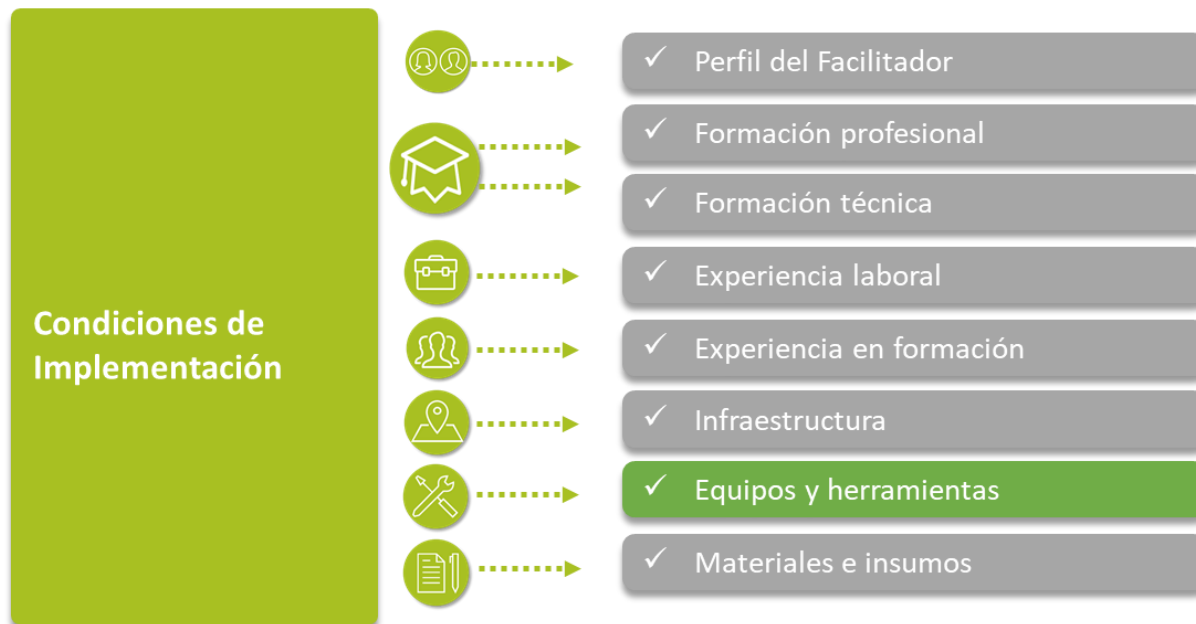 Condiciones de
Implementación
✓ Perfil del Facilitador
✓ Formación profesional
✓ Formación técnica
✓ Experiencia laboral
✓ Experiencia en formación
✓ Infraestructura
✓ Equipos y herramientas
✓ Materiales e insumos